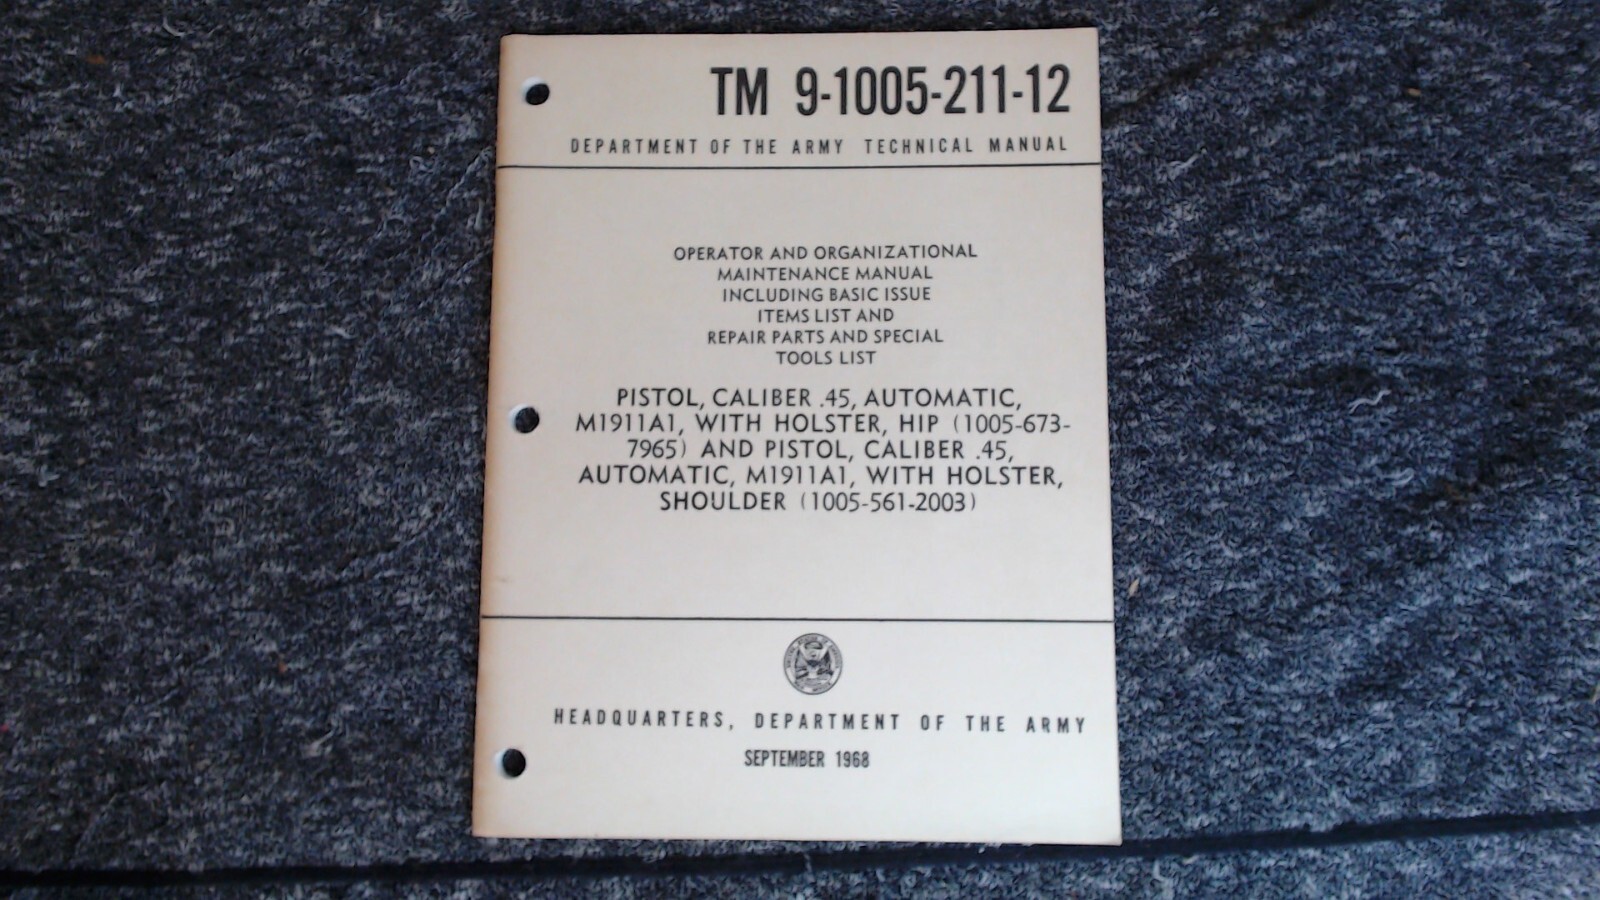 TM 9-1005-211-12
DEPARTMENT OF THE ARMY TECHNICAL MANUAL
OPERATOR AND ORGANIZATIONAL
MAINTENANCE MANUAL
INCLUDING BASIC ISSUE
ITEMS LIST AND
REPAIR PARTS AND SPECIAL
TOOLS LIST
PISTOL, CALIBER .45, AUTOMATIC,
M1911A1, WITH HOLSTER, HIP (1005-673-
7965) AND PISTOL, CALIBER .45,
AUTOMATIC, M1911A1, WITH HOLSTER,
SHOULDER (1005-561-2003)
HEADQUARTERS, DEPARTMENT OF THE ARMY
SEPTEMBER 1968